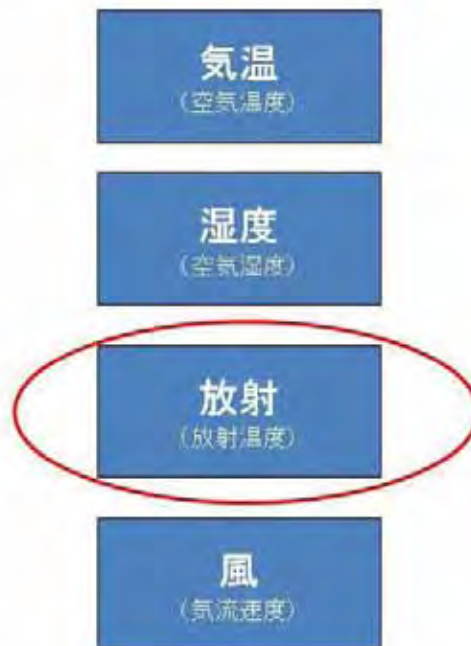 気温
（空気温度）
湿度
（空気湿度）
放射
（放射温度）
風
（気流速度）